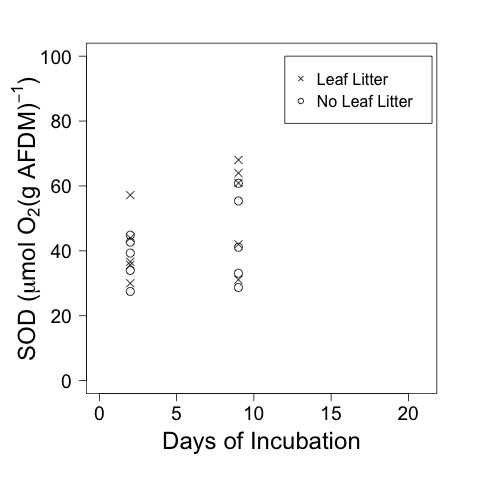 100
80
60
40
20
0
SOD (μmol O₂(g AFDM)⁻¹)
Leaf Litter
No Leaf Litter
0 5 10 15 20
Days of Incubation